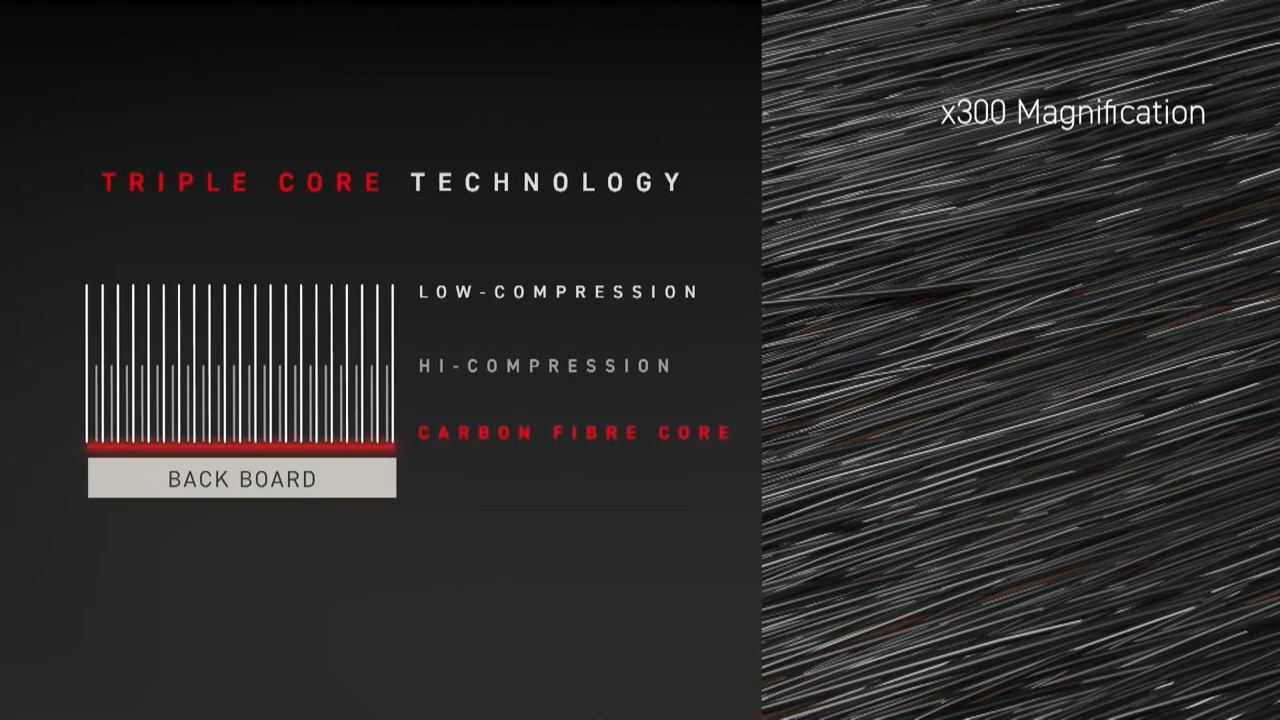 x300 Magnification
TRIPLE CORE TECHNOLOGY
LOW-COMPRESSION
HI-COMPRESSION
CARBON FIBRE CORE
BACK BOARD